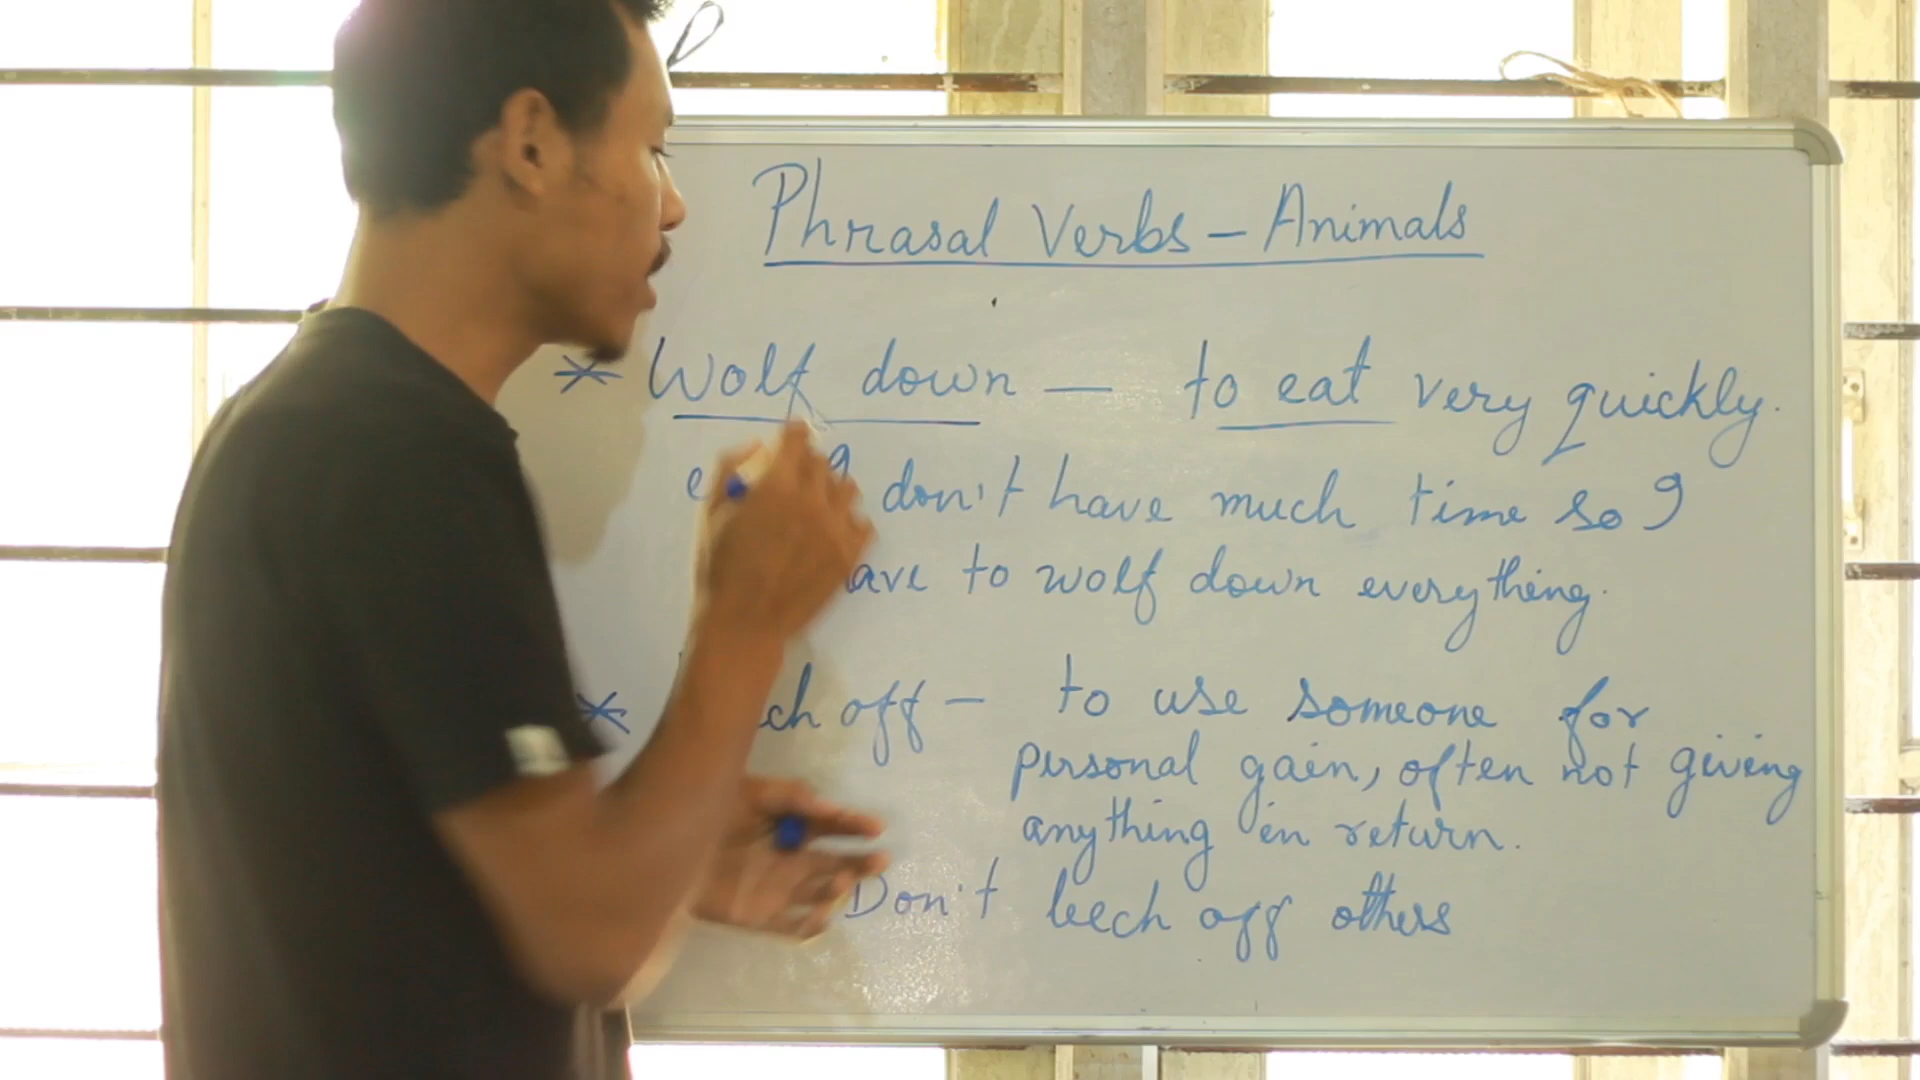 Phrasal Verbs - Animals
* Wolf down — to eat very quickly.
I don't have much time so I
have to wolf down everything.
* off - to use someone for
personal gain, often not giving
anything in return.
Don't leech off others